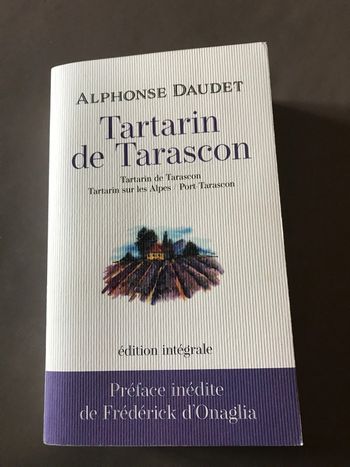 ALPHONSE DAUDET
Tartarin
de Tarascon
Tartarin de Tarascon
Tartarin sur les Alpes / Port-Tarascon
édition intégrale
Préface inédite
de Frédérick d'Onaglia